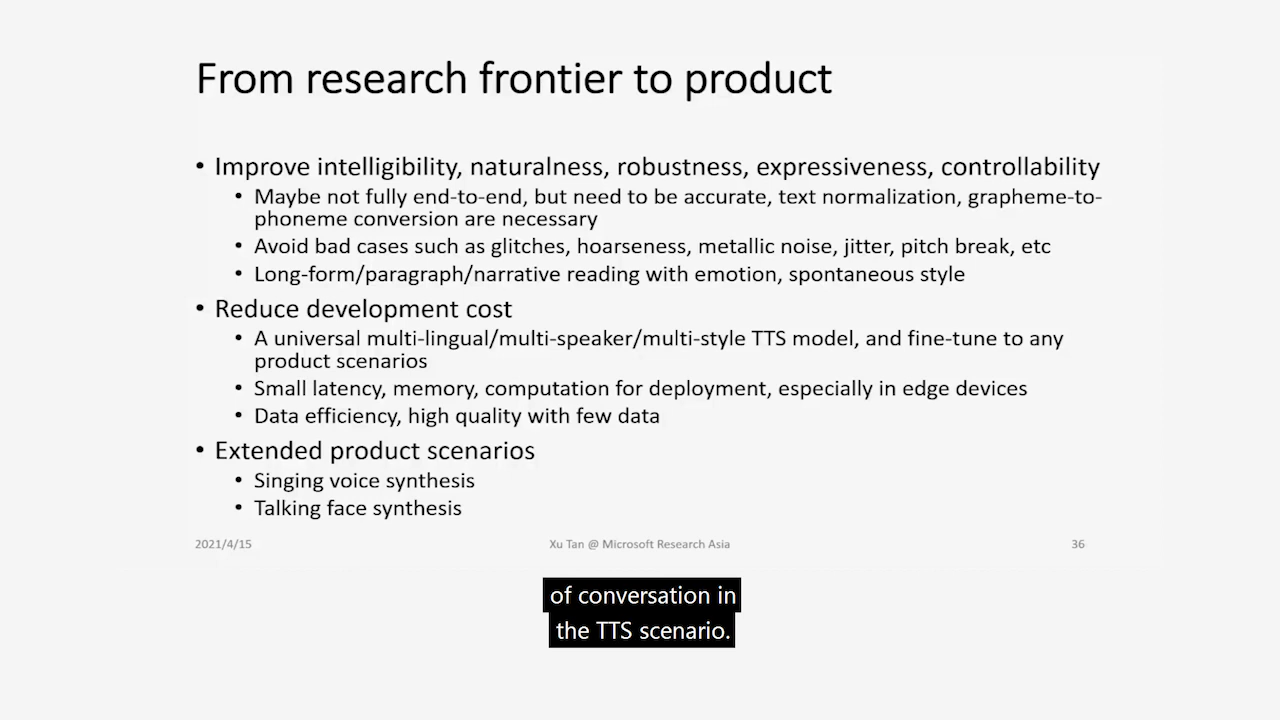 From research frontier to product
• Improve intelligibility, naturalness, robustness, expressiveness, controllability
• Maybe not fully end-to-end, but need to be accurate, text normalization, grapheme-to-
phoneme conversion are necessary
• Avoid bad cases such as glitches, hoarseness, metallic noise, jitter, pitch break, etc
• Long-form/paragraph/narrative reading with emotion, spontaneous style
• Reduce development cost
• A universal multi-lingual/multi-speaker/multi-style TTS model, and fine-tune to any
product scenarios
• Small latency, memory, computation for deployment, especially in edge devices
• Data efficiency, high quality with few data
• Extended product scenarios
• Singing voice synthesis
• Talking face synthesis
2021/4/15 Xu Tan @ Microsoft Research Asia 36
of conversation in
the TTS scenario.